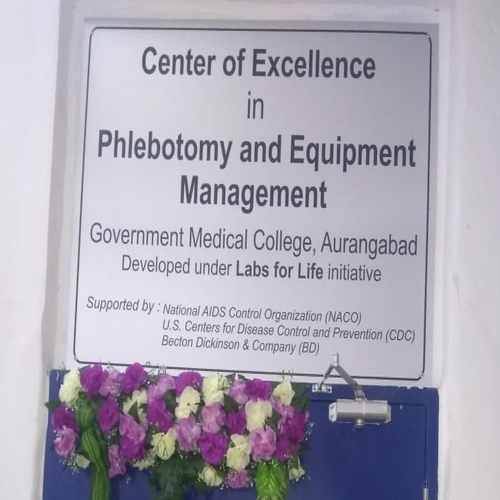 Center of Excellence
in
Phlebotomy and Equipment
Management
Government Medical College, Aurangabad
Developed under Labs for Life initiative
Supported by : National AIDS Control Organization (NACO)
U.S. Centers for Disease Control and Prevention (CDC)
Becton Dickinson & Company (BD)